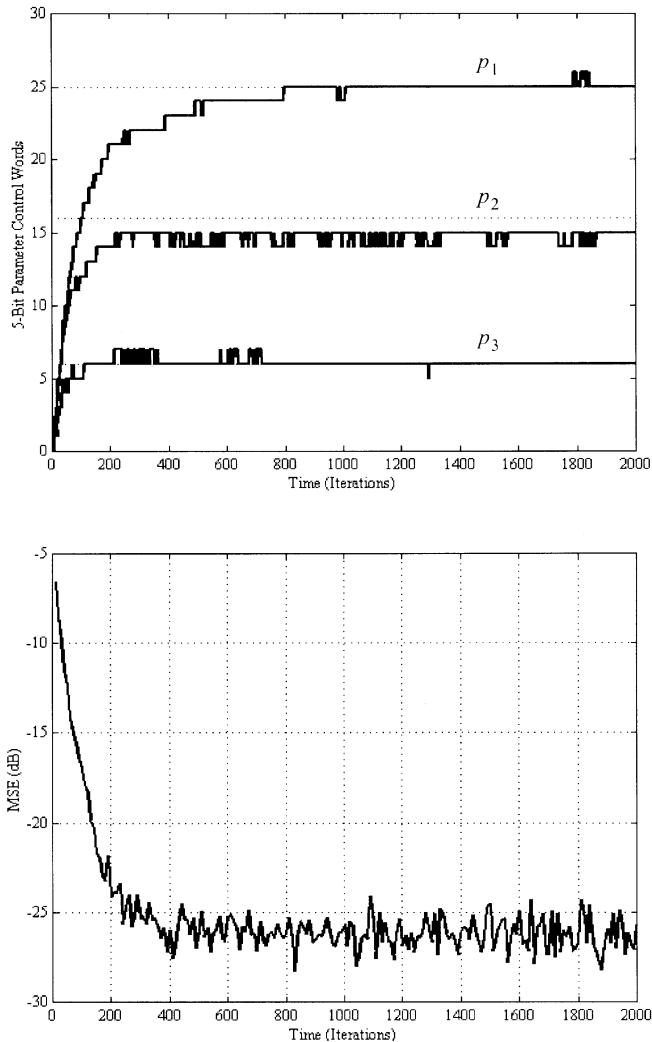 30
25
20
15
10
5
0
5-Bit Parameter Control Words
p1
p2
p3
0 200 400 600 800 1000 1200 1400 1600 1800 2000
Time (Iterations)
-5
-10
-15
-20
-25
-30
MSE (dB)
0 200 400 600 800 1000 1200 1400 1600 1800 2000
Time (Iterations)